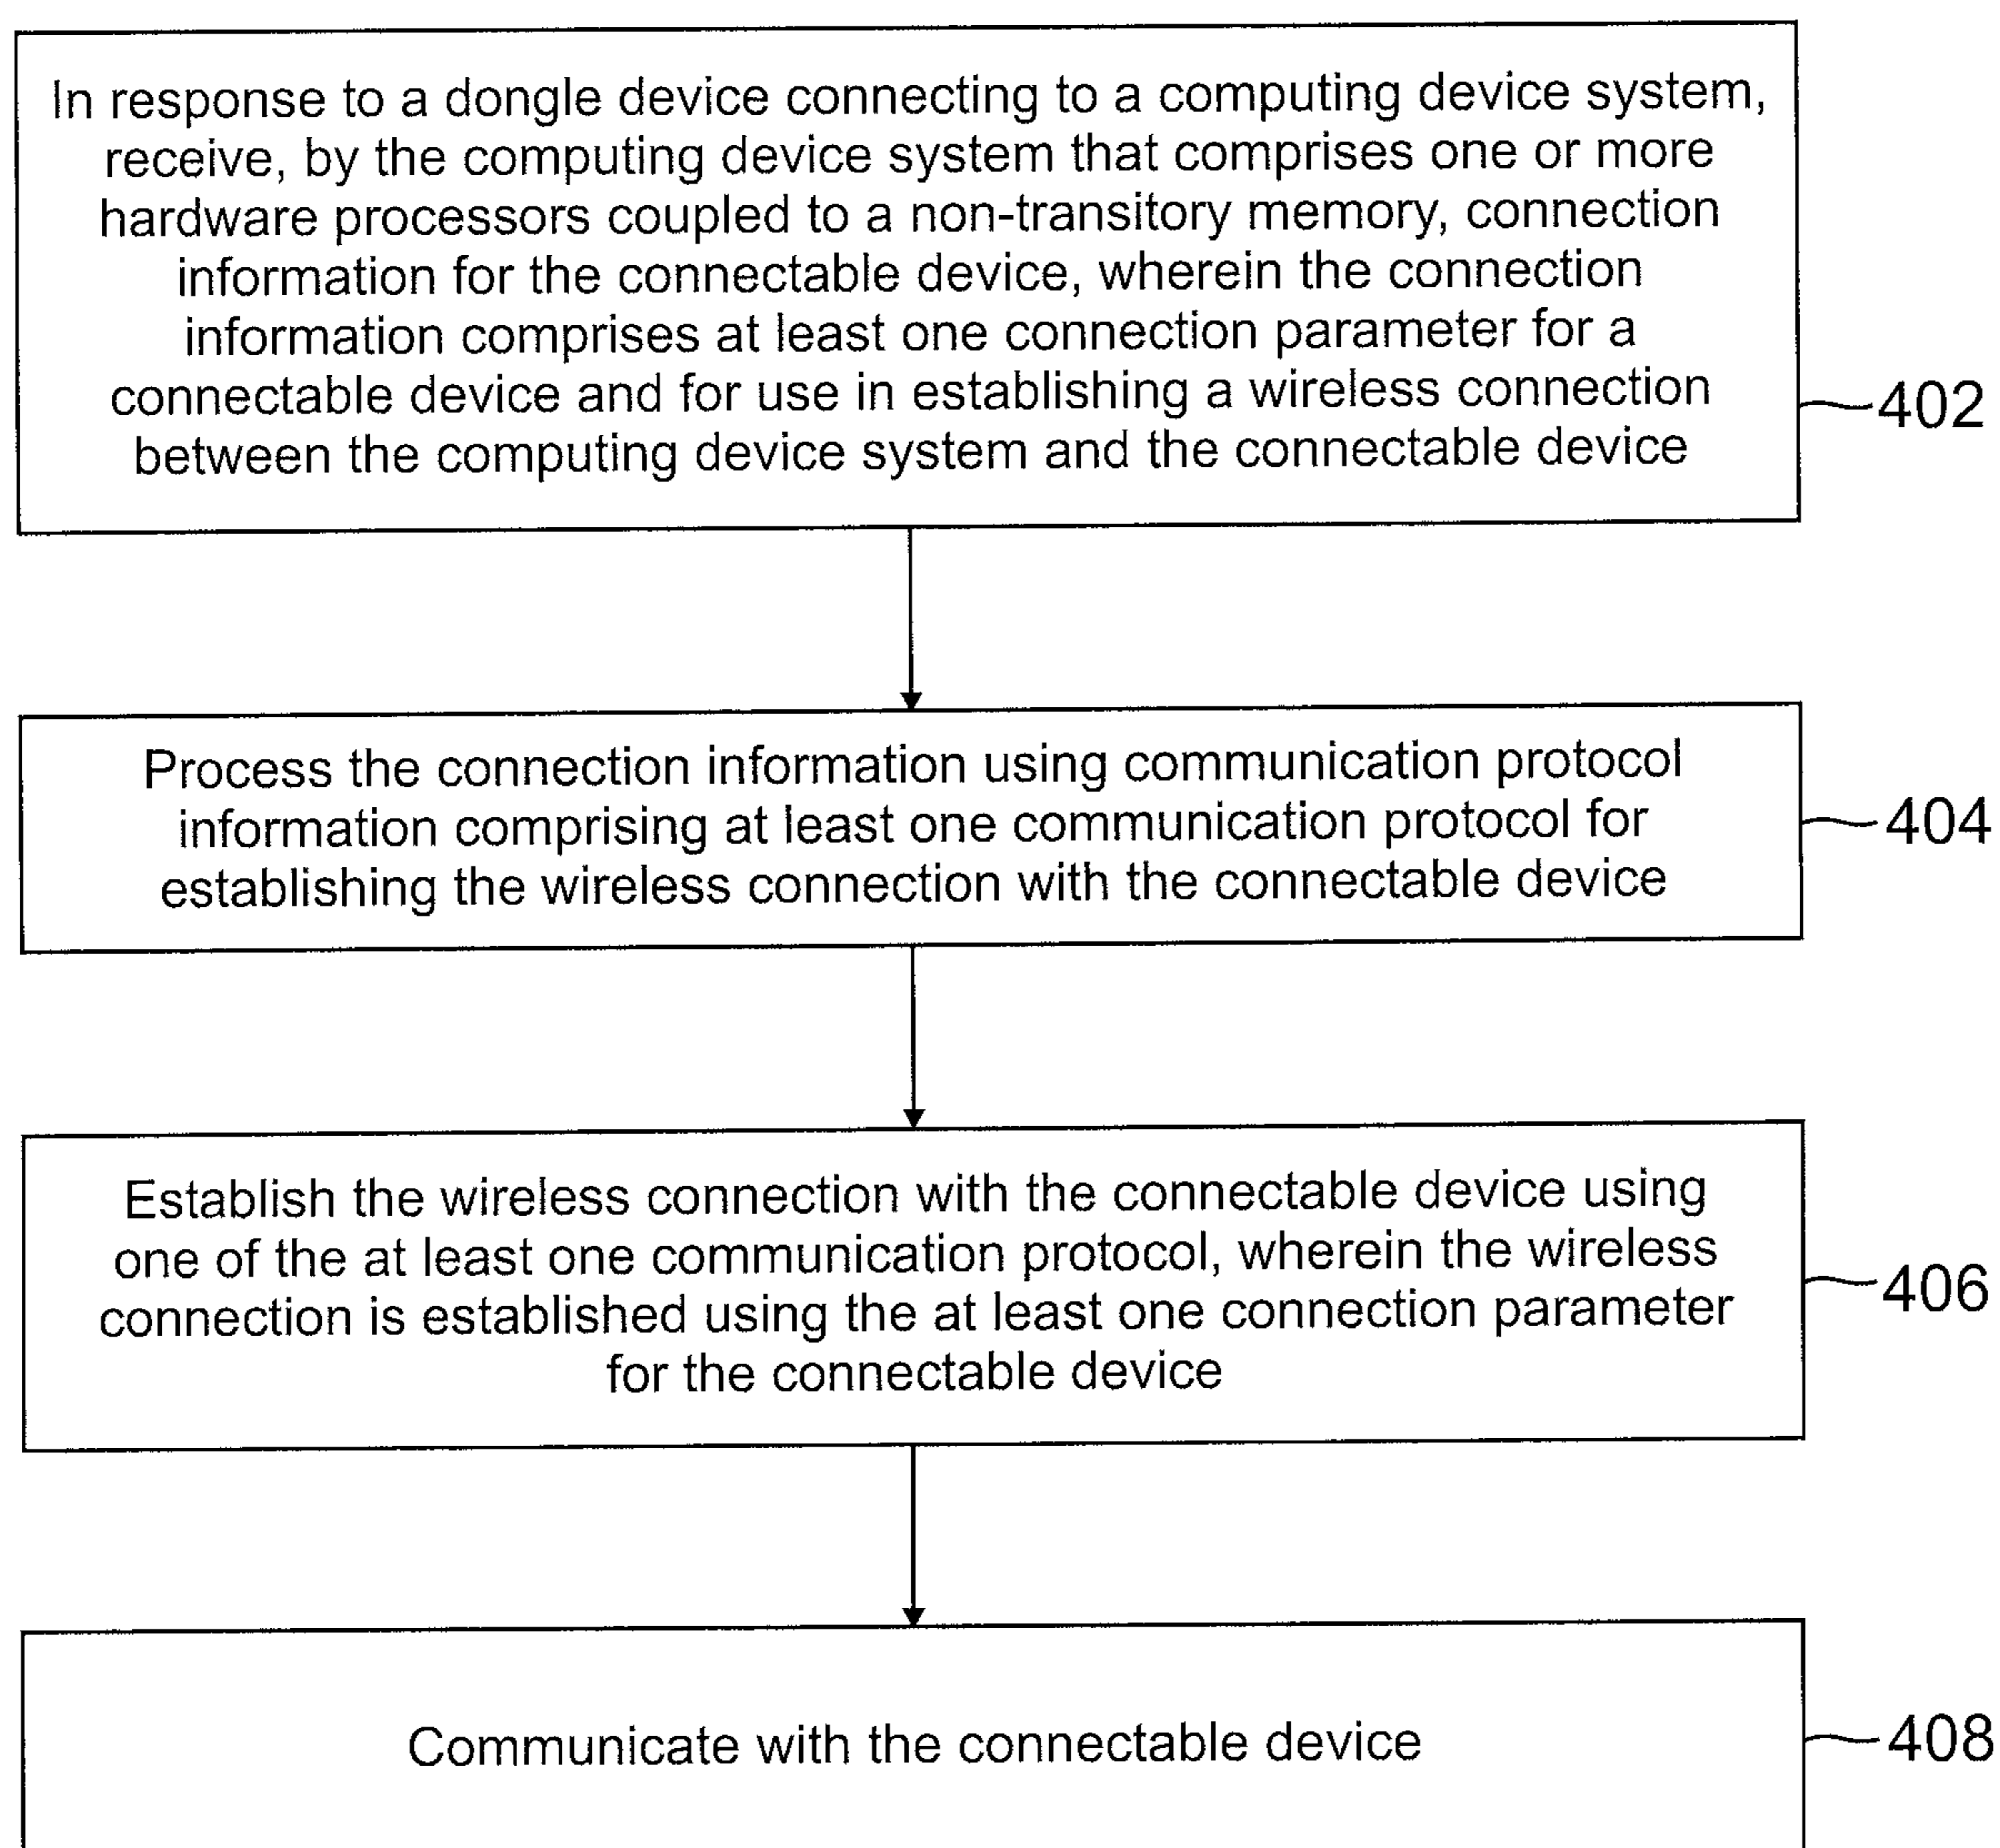 In response to a dongle device connecting to a computing device system,
receive, by the computing device system that comprises one or more
hardware processors coupled to a non-transitory memory, connection
information for the connectable device, wherein the connection
information comprises at least one connection parameter for a
connectable device and for use in establishing a wireless connection
between the computing device system and the connectable device
402
Process the connection information using communication protocol
information comprising at least one communication protocol for
establishing the wireless connection with the connectable device
404
Establish the wireless connection with the connectable device using
one of the at least one communication protocol, wherein the wireless
connection is established using the at least one connection parameter
for the connectable device
406
Communicate with the connectable device
408